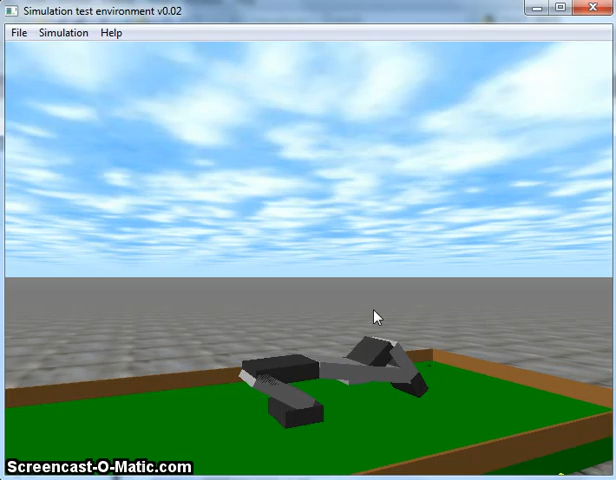 Simulation test environment v0.02
File Simulation Help
Screencast-O-Matic.com